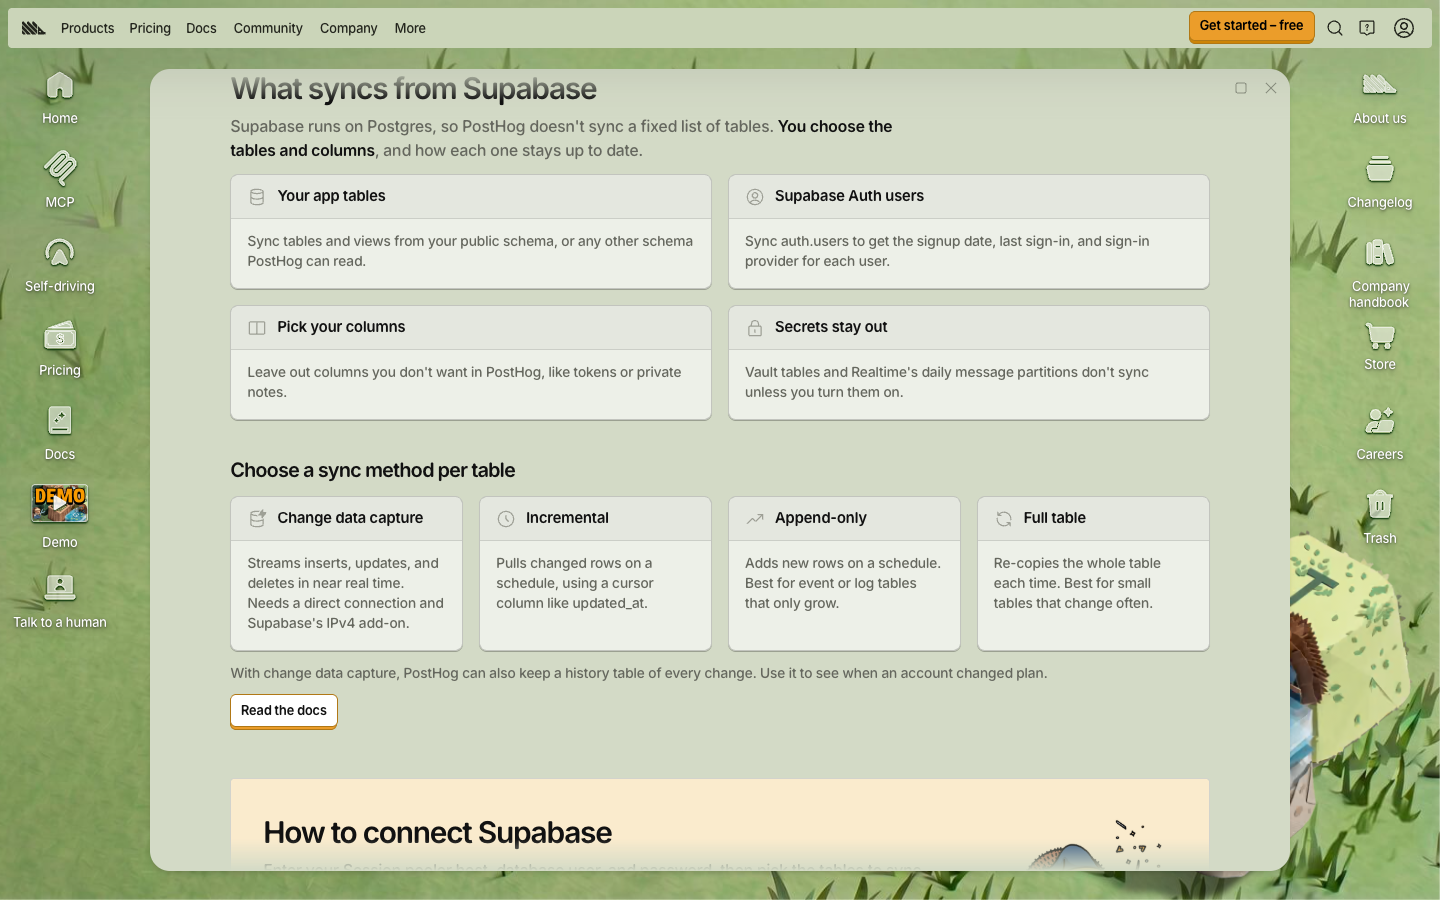 Products Pricing Docs Community Company More
Get started – free
Home
MCP
Self-driving
Pricing
Docs
DEMO
Demo
Talk to a human
What syncs from Supabase
Supabase runs on Postgres, so PostHog doesn't sync a fixed list of tables. You choose the
tables and columns, and how each one stays up to date.
Your app tables
Sync tables and views from your public schema, or any other schema
PostHog can read.
Supabase Auth users
Sync auth.users to get the signup date, last sign-in, and sign-in
provider for each user.
Pick your columns
Leave out columns you don't want in PostHog, like tokens or private
notes.
Secrets stay out
Vault tables and Realtime's daily message partitions don't sync
unless you turn them on.
Choose a sync method per table
Change data capture
Streams inserts, updates, and
deletes in near real time.
Needs a direct connection and
Supabase's IPv4 add-on.
Incremental
Pulls changed rows on a
schedule, using a cursor
column like updated_at.
Append-only
Adds new rows on a schedule.
Best for event or log tables
that only grow.
Full table
Re-copies the whole table
each time. Best for small
tables that change often.
With change data capture, PostHog can also keep a history table of every change. Use it to see when an account changed plan.
Read the docs
How to connect Supabase
About us
Changelog
Company
handbook
Store
Careers
Trash